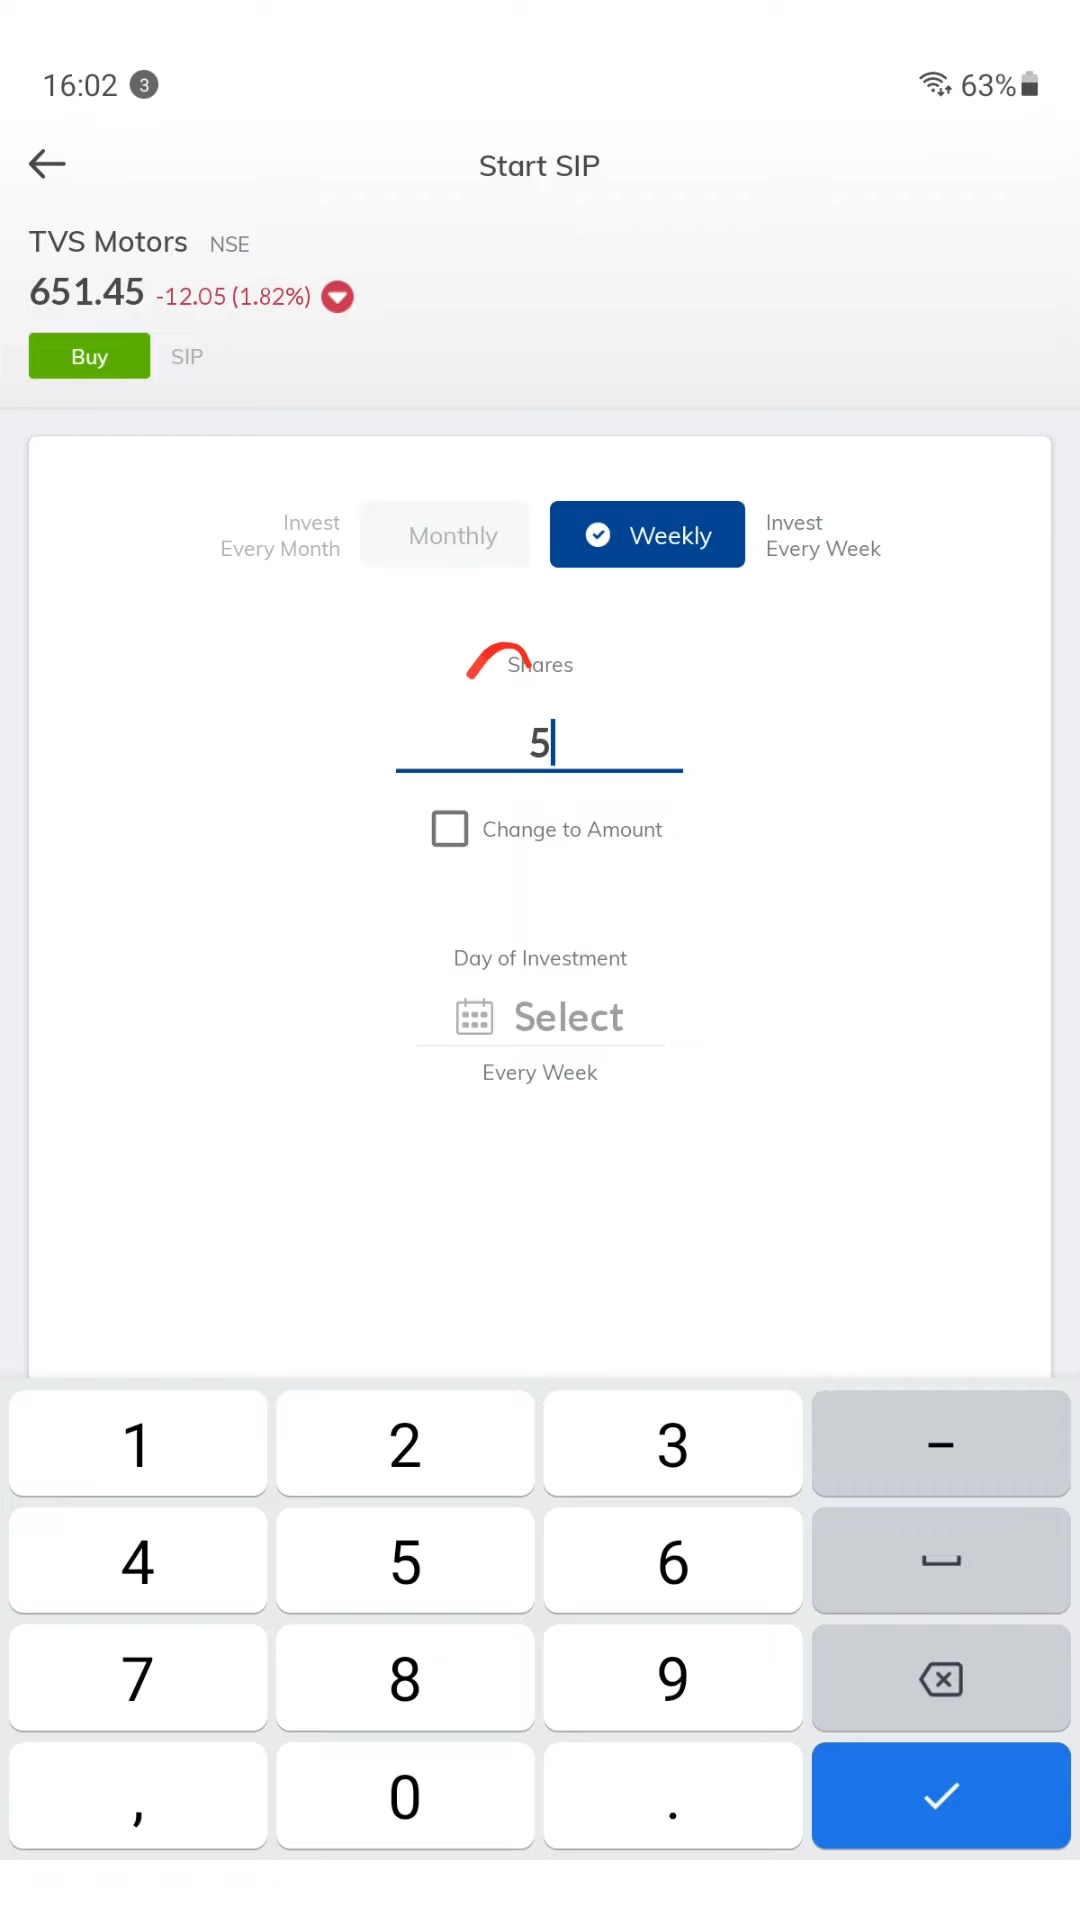 16:02 3 63%
Start SIP
TVS Motors NSE
651.45 -12.05 (1.82%)
Buy SIP
Invest
Every Month
Monthly
Weekly
Invest
Every Week
Shares
5
Change to Amount
Day of Investment
Select
Every Week
1 2 3 -
4 5 6
7 8 9
, 0 .